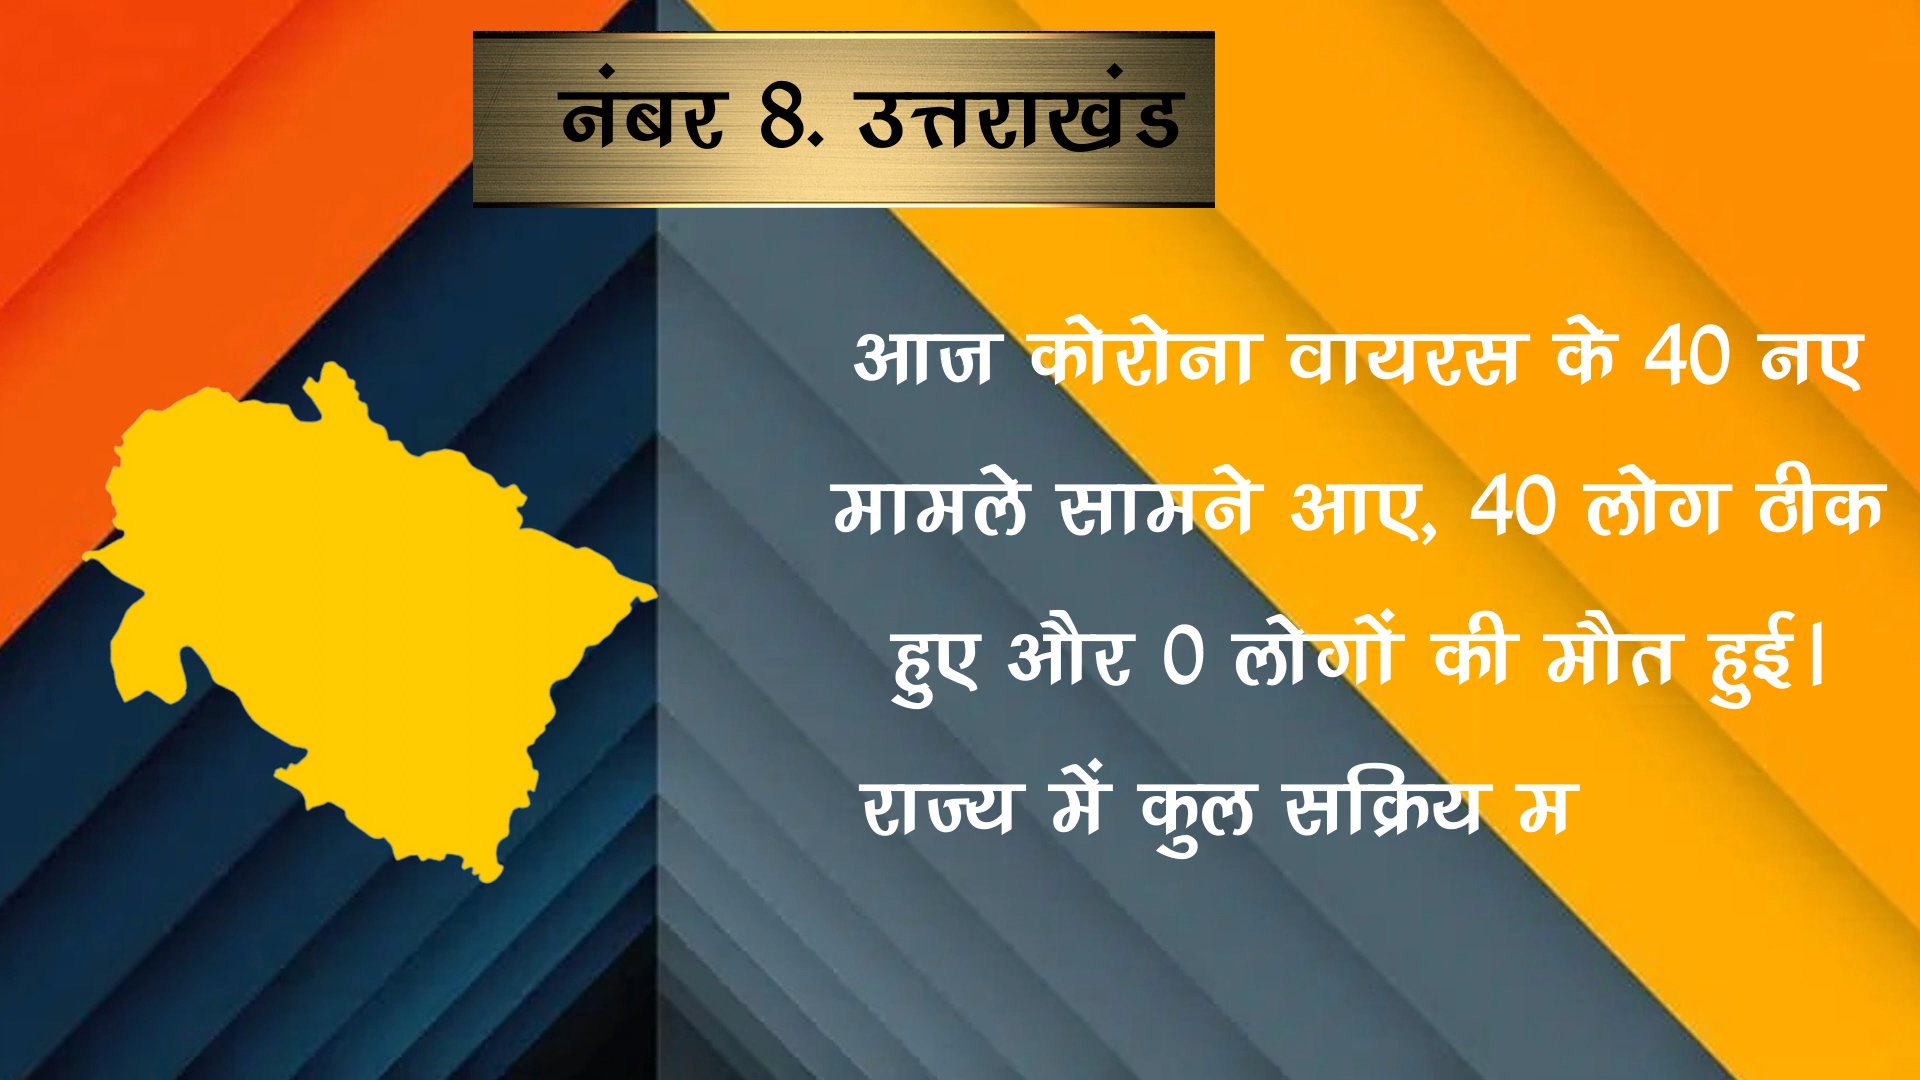 नंबर 8. उत्तराखंड
आज कोरोना वायरस के 40 नए
मामले सामने आए, 40 लोग ठीक
हुए और 0 लोगों की मौत हुई।
राज्य में कुल सक्रिय म